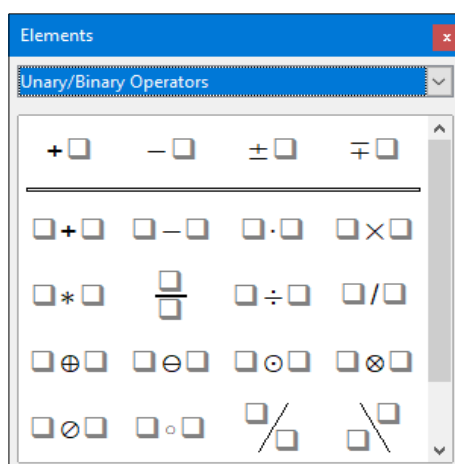 Elements
x
Unary/Binary Operators
+□ −□ ±□ ∓□
□+□ □−□ □·□ □×□
□∗□ □/□ □÷□ □/□
□⊕□ □⊖□ □⊙□ □⊗□
□⊘□ □∘□ □/□ □\□